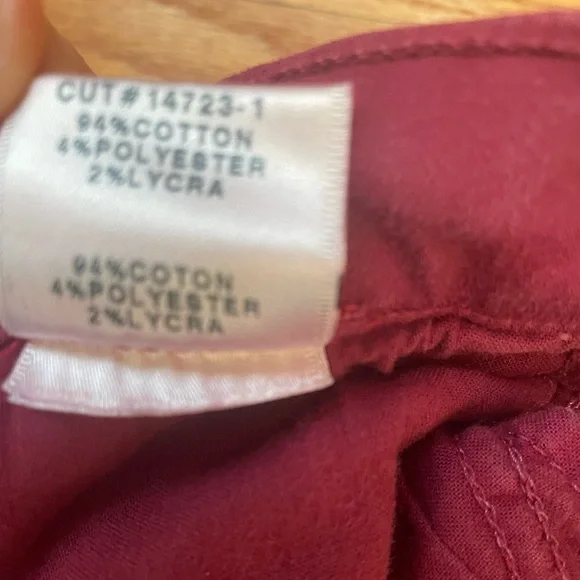 CUT#14723-1
94%COTTON
4%POLYESTER
2%LYCRA
94%COTON
4%POLYESTER
2%LYCRA